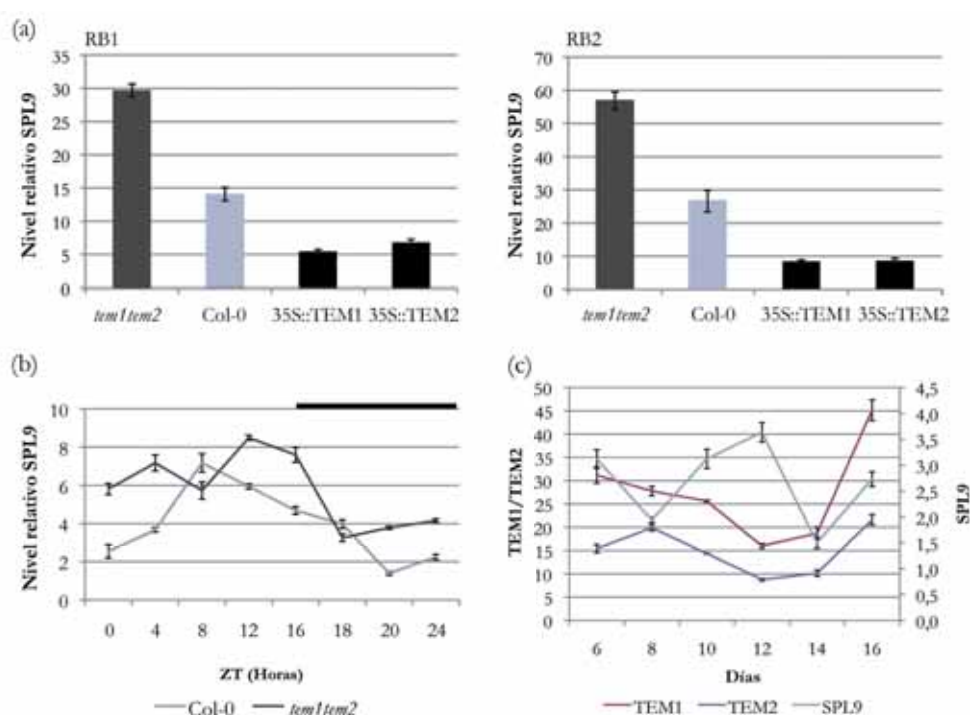 (a)
RB1
Nivel relativo SPL9
35
30
25
20
15
10
5
0
tem1tem2 Col-0 35S::TEM1 35S::TEM2
RB2
Nivel relativo SPL9
70
60
50
40
30
20
10
0
tem1tem2 Col-0 35S::TEM1 35S::TEM2
(b)
Nivel relativo SPL9
10
8
6
4
2
0
0 4 8 12 16 18 20 24
ZT (Horas)
Col-0 tem1tem2
(c)
TEM1/TEM2
50
45
40
35
30
25
20
15
10
5
0
4,5
4,0
3,5
3,0
2,5
2,0
1,5
1,0
0,5
0,0
SPL9
6 8 10 12 14 16
Días
TEM1 TEM2 SPL9